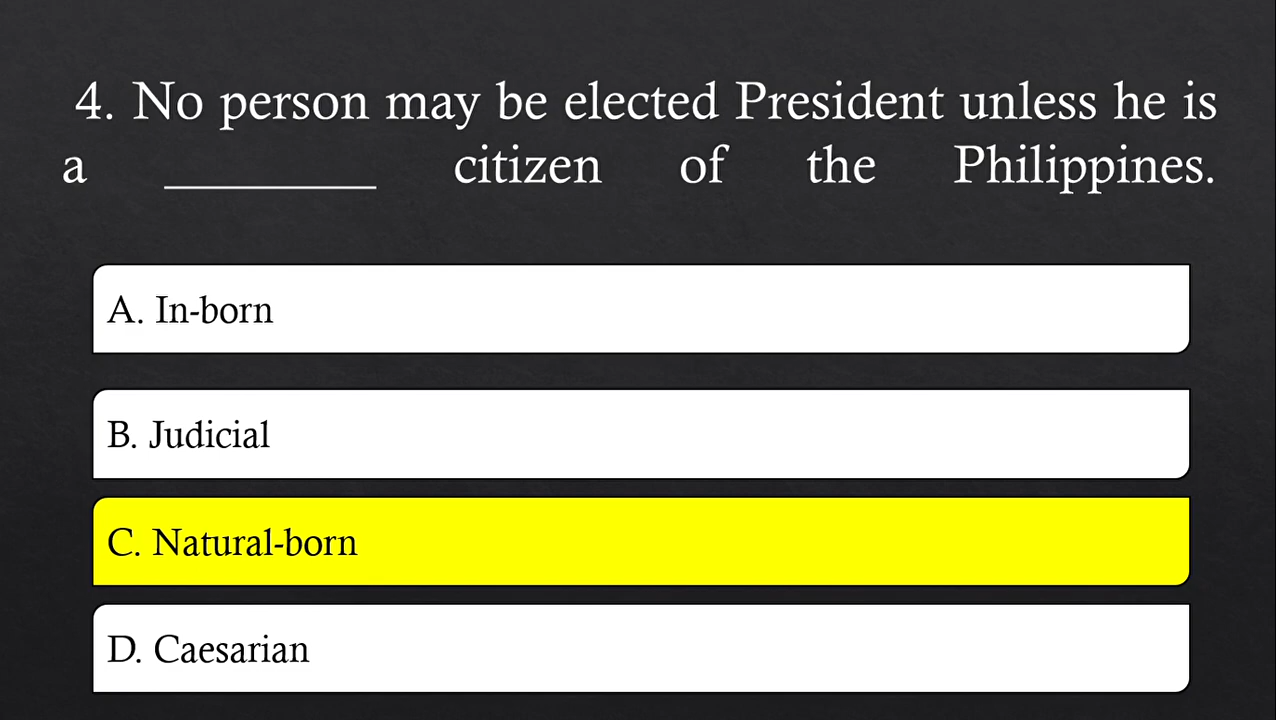 4. No person may be elected President unless he is
a ________ citizen of the Philippines.
A. In-born
B. Judicial
C. Natural-born
D. Caesarian